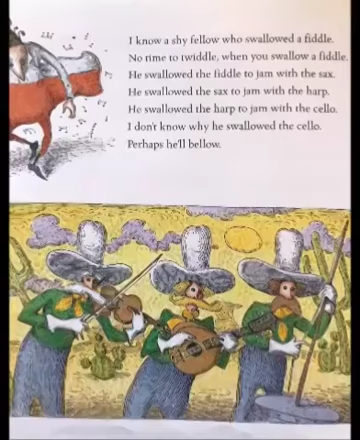 I know a shy fellow who swallowed a fiddle.
No time to twiddle, when you swallow a fiddle.
He swallowed the fiddle to jam with the sax.
He swallowed the sax to jam with the harp.
He swallowed the harp to jam with the cello.
I don't know why he swallowed the cello.
Perhaps he'll bellow.